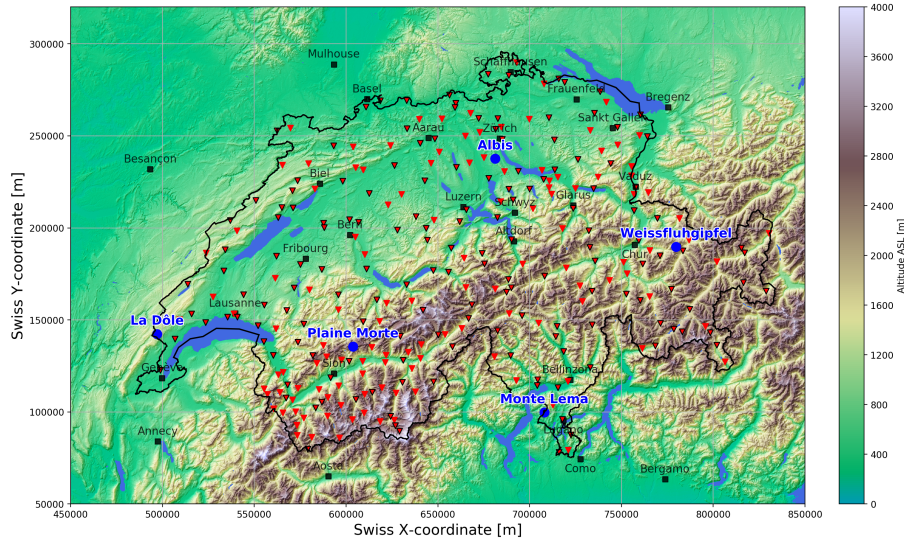 320000
300000
250000
200000
150000
100000
50000
Swiss Y-coordinate [m]
Mulhouse
Schaffhausen
Basel
Frauenfeld
Bregenz
Aarau
Zürich
Sankt Gallen
Albis
Besançon
Biel
Vaduz
Luzern
Schwyz
Glarus
Bern
Altdorf
Weissfluhgipfel
Fribourg
Chur
Lausanne
La Dôle
Plaine Morte
Genève
Sion
Bellinzona
Monte Lema
Annecy
Lugano
Aosta
Como
Bergamo
450000
500000
550000
600000
650000
700000
750000
800000
850000
Swiss X-coordinate [m]
4000
3600
3200
2800
2400
2000
1600
1200
800
400
0
Altitude ASL [m]